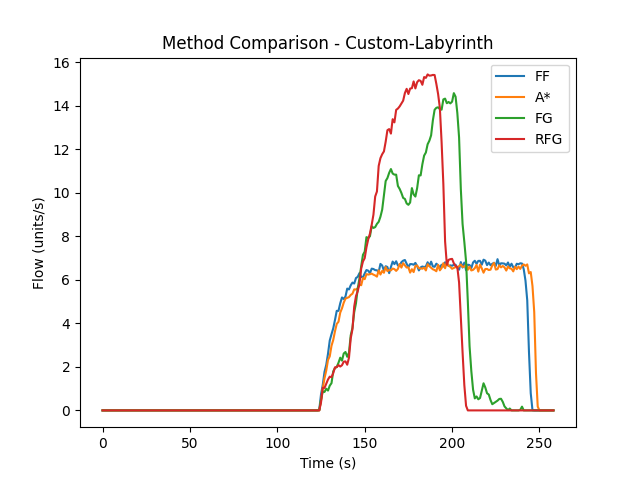 Method Comparison - Custom-Labyrinth
Flow (units/s)
16
14
12
10
8
6
4
2
0
FF
A*
FG
RFG
0 50 100 150 200 250
Time (s)